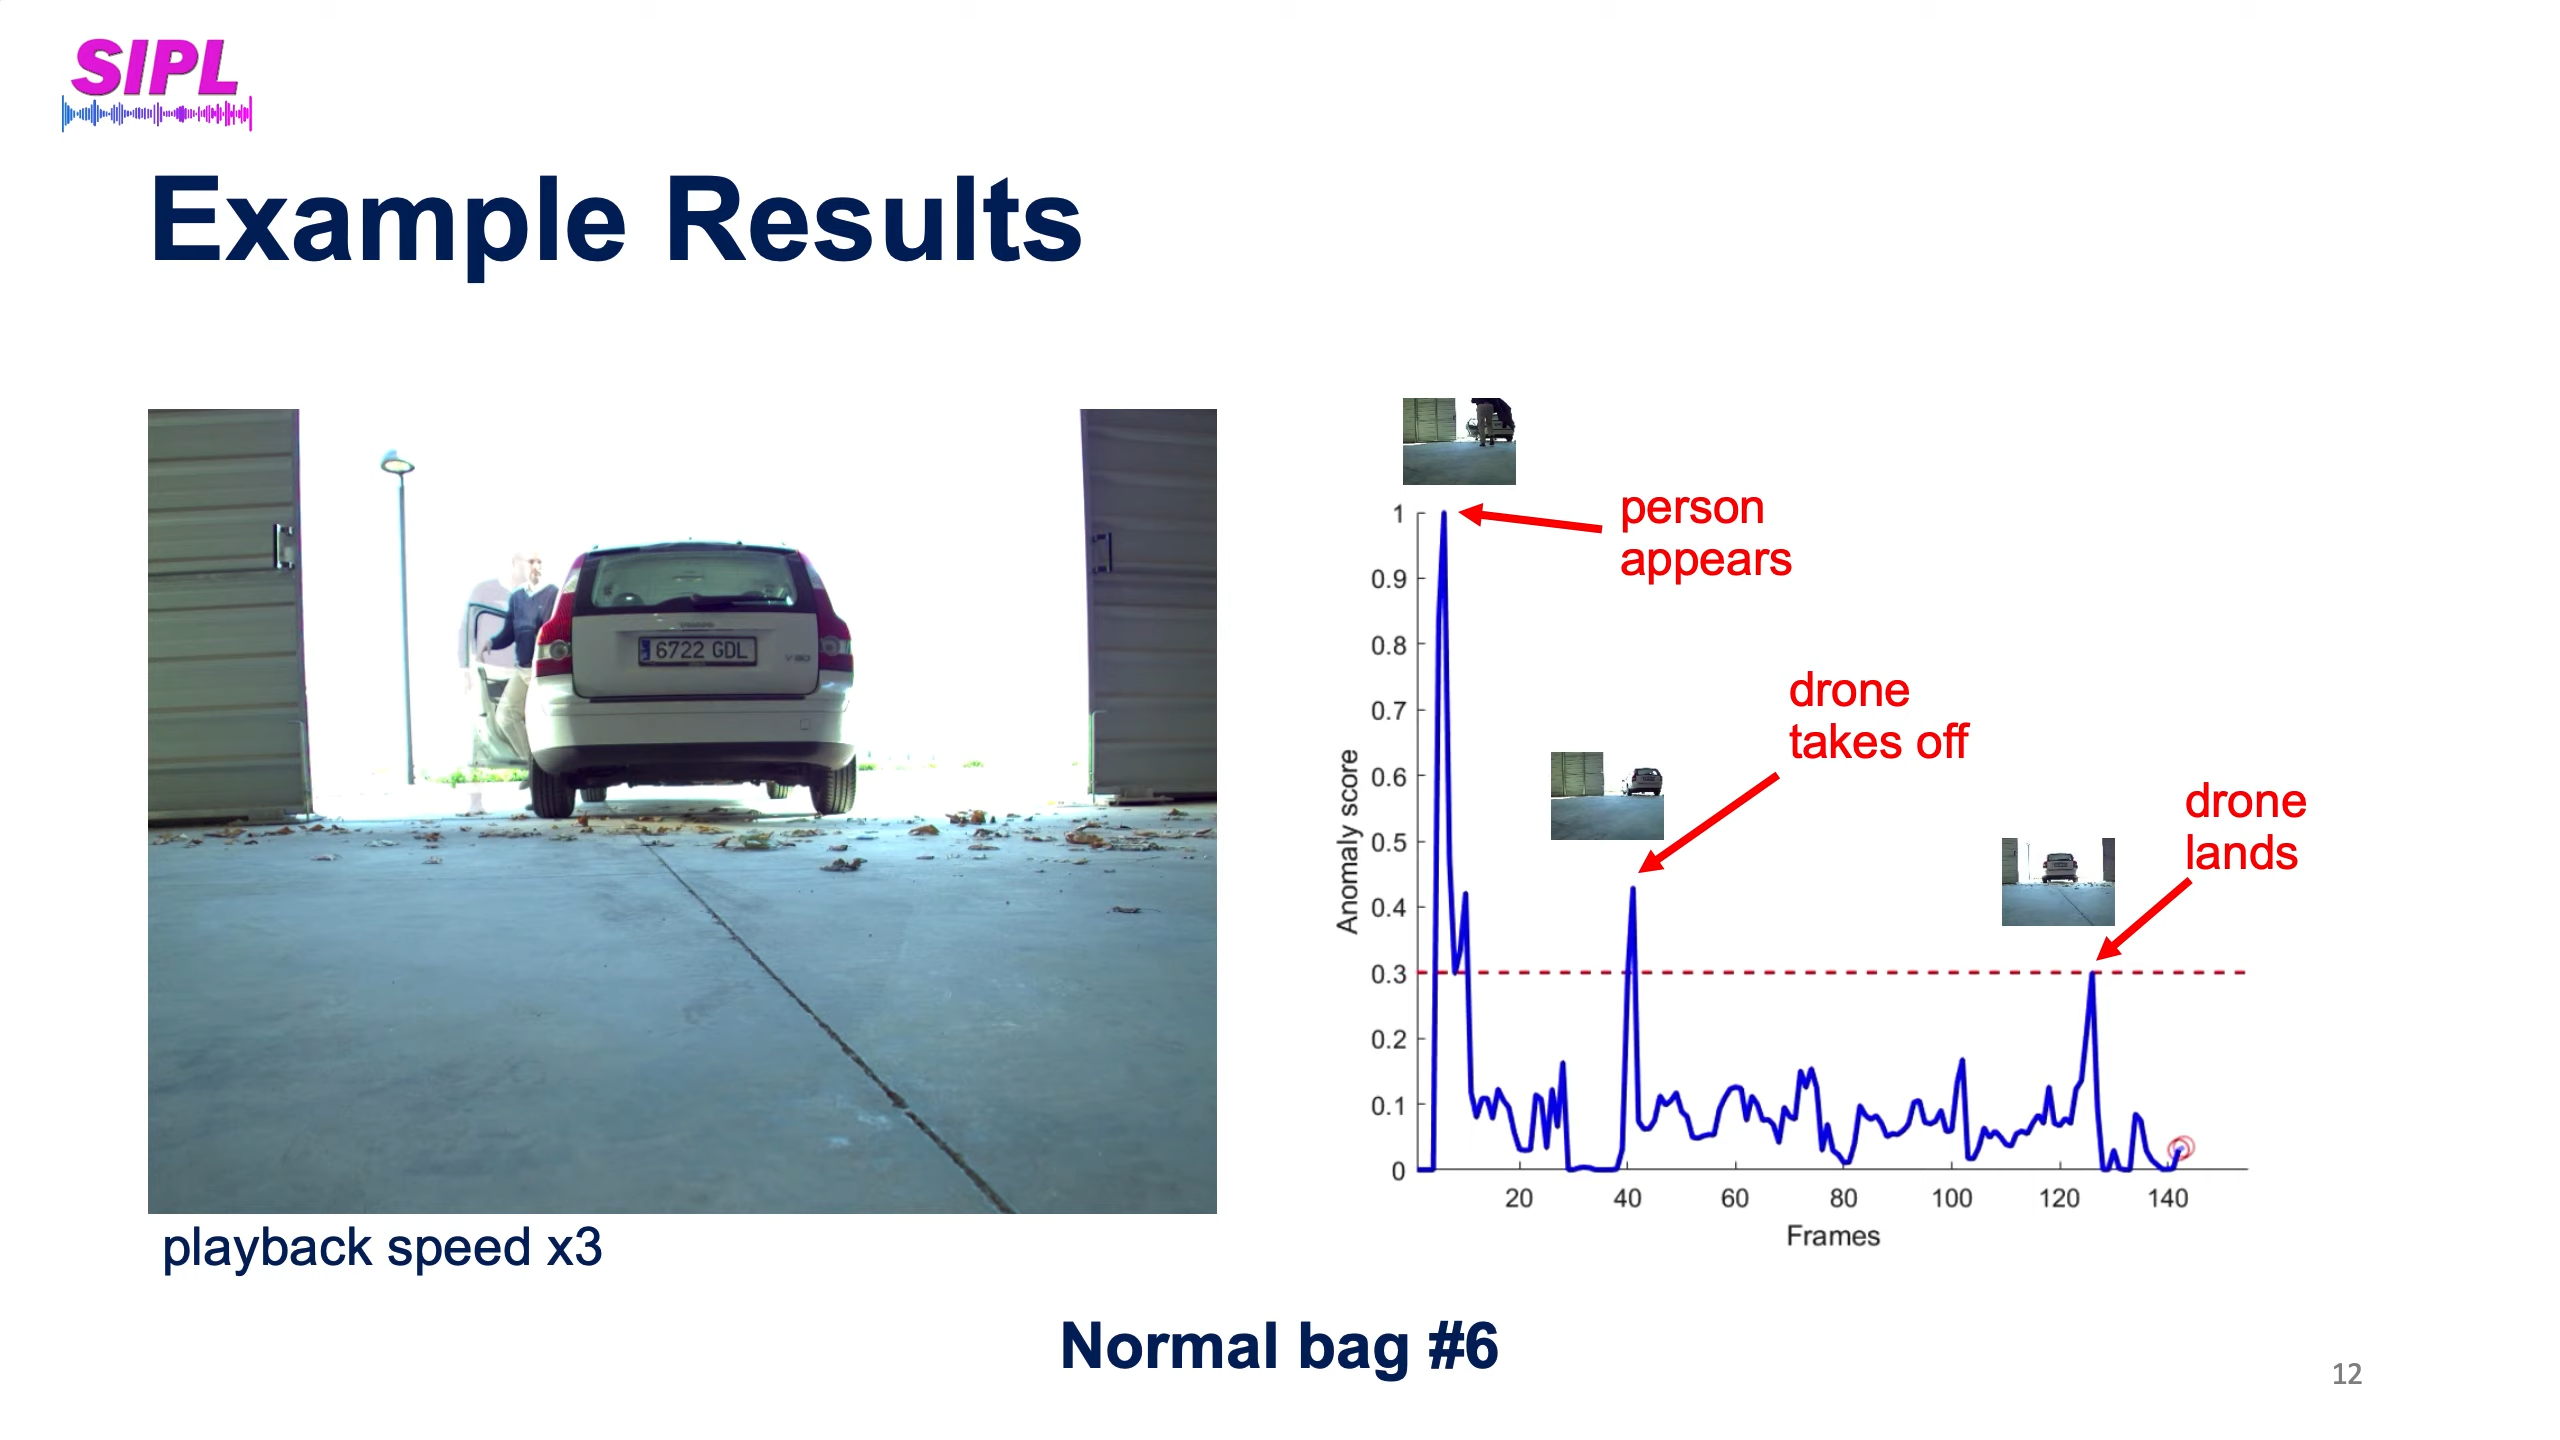 SIPL
Example Results
6722 GDL
playback speed x3
person
appears
drone
takes off
drone
lands
1
0.9
0.8
0.7
0.6
0.5
0.4
0.3
0.2
0.1
0
Anomaly score
20 40 60 80 100 120 140
Frames
Normal bag #6
12